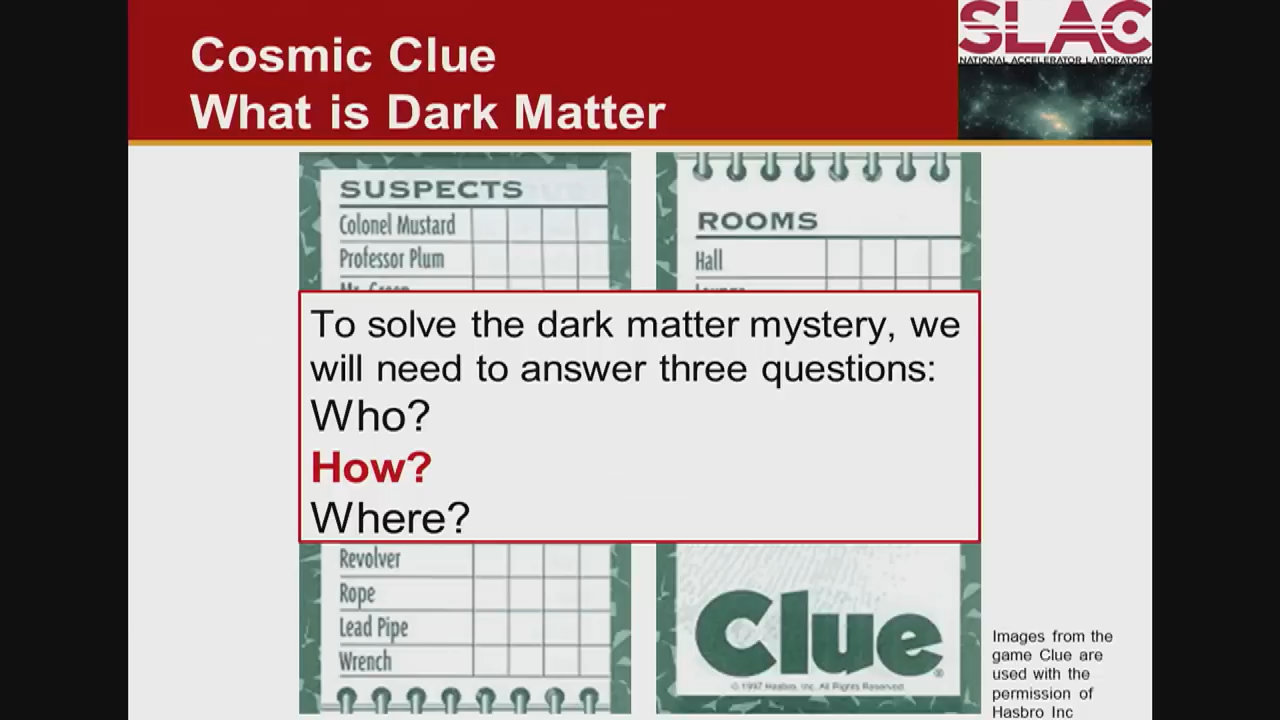 Cosmic Clue
What is Dark Matter
SLAC
NATIONAL ACCELERATOR LABORATORY
SUSPECTS
Colonel Mustard
Professor Plum
Mr. Green
ROOMS
Hall
Lounge
To solve the dark matter mystery, we
will need to answer three questions:
Who?
How?
Where?
Revolver
Rope
Lead Pipe
Wrench
Clue®
© 1997 Hasbro, Inc. All Rights Reserved
Images from the
game Clue are
used with the
permission of
Hasbro Inc